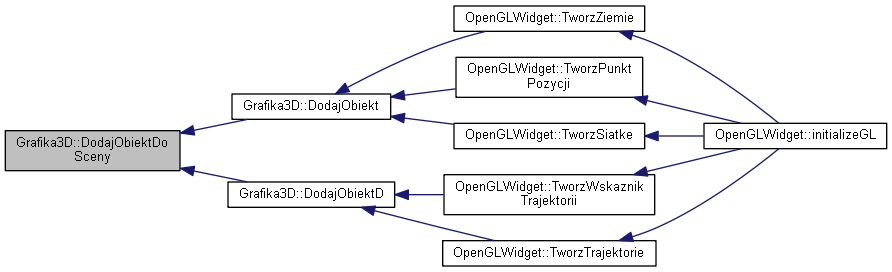 Grafika3D::DodajObiektDo
Sceny
Grafika3D::DodajObiekt
Grafika3D::DodajObiektD
OpenGLWidget::TworzZiemie
OpenGLWidget::TworzPunkt
Pozycji
OpenGLWidget::TworzSiatke
OpenGLWidget::TworzWskaznik
Trajektorii
OpenGLWidget::TworzTrajektorie
OpenGLWidget::initializeGL